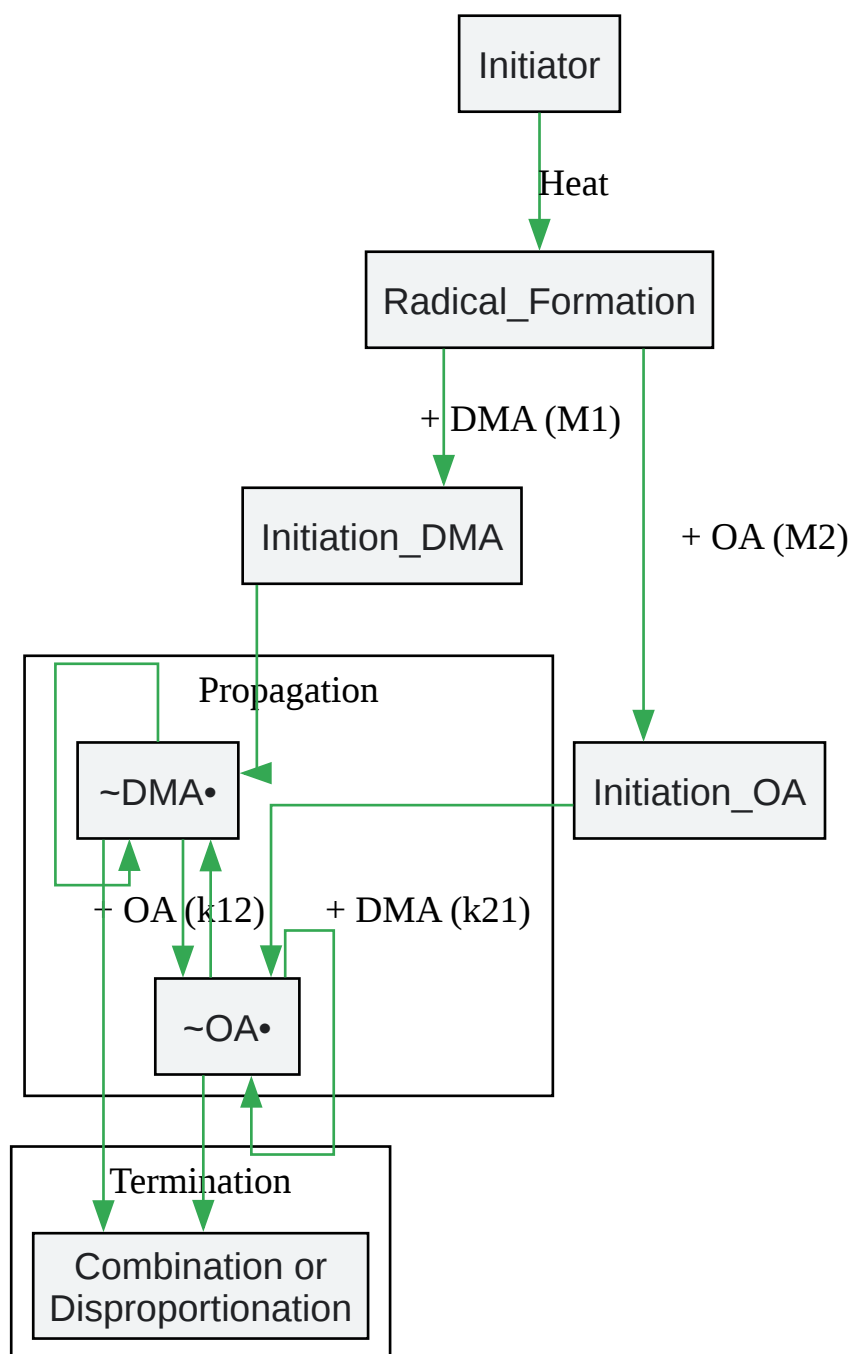 Initiator
Heat
Radical_Formation
+ DMA (M1)
Initiation_DMA
+ OA (M2)
Propagation
~DMA•
Initiation_OA
+ OA (k12)
+ DMA (k21)
~OA•
Termination
Combination or
Disproportionation